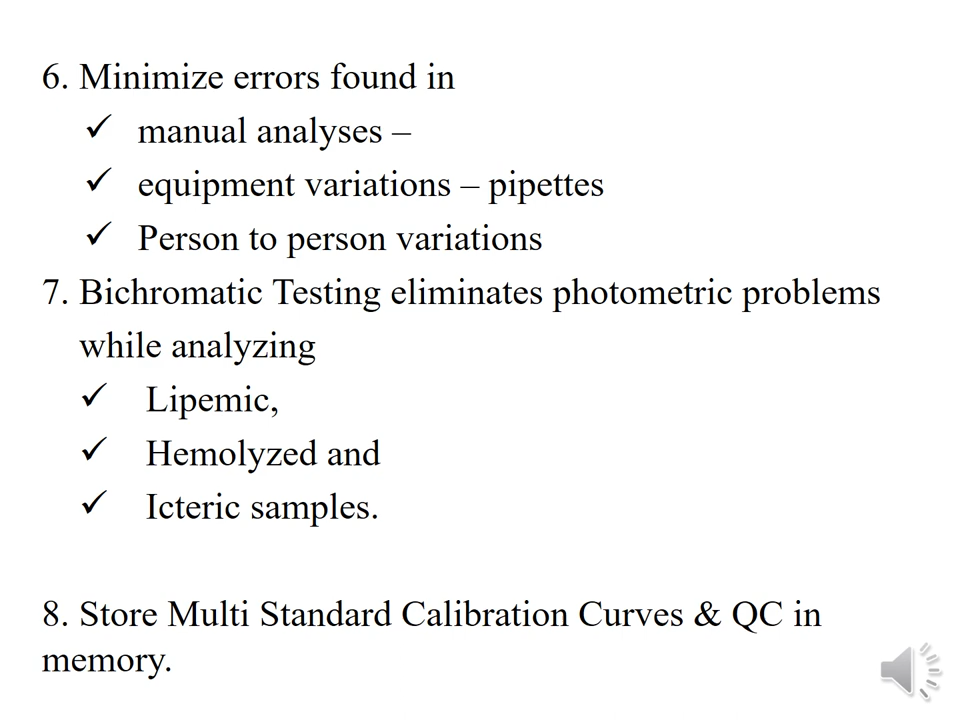 6. Minimize errors found in
✓ manual analyses –
✓ equipment variations – pipettes
✓ Person to person variations
7. Bichromatic Testing eliminates photometric problems
while analyzing
✓ Lipemic,
✓ Hemolyzed and
✓ Icteric samples.
8. Store Multi Standard Calibration Curves & QC in
memory.